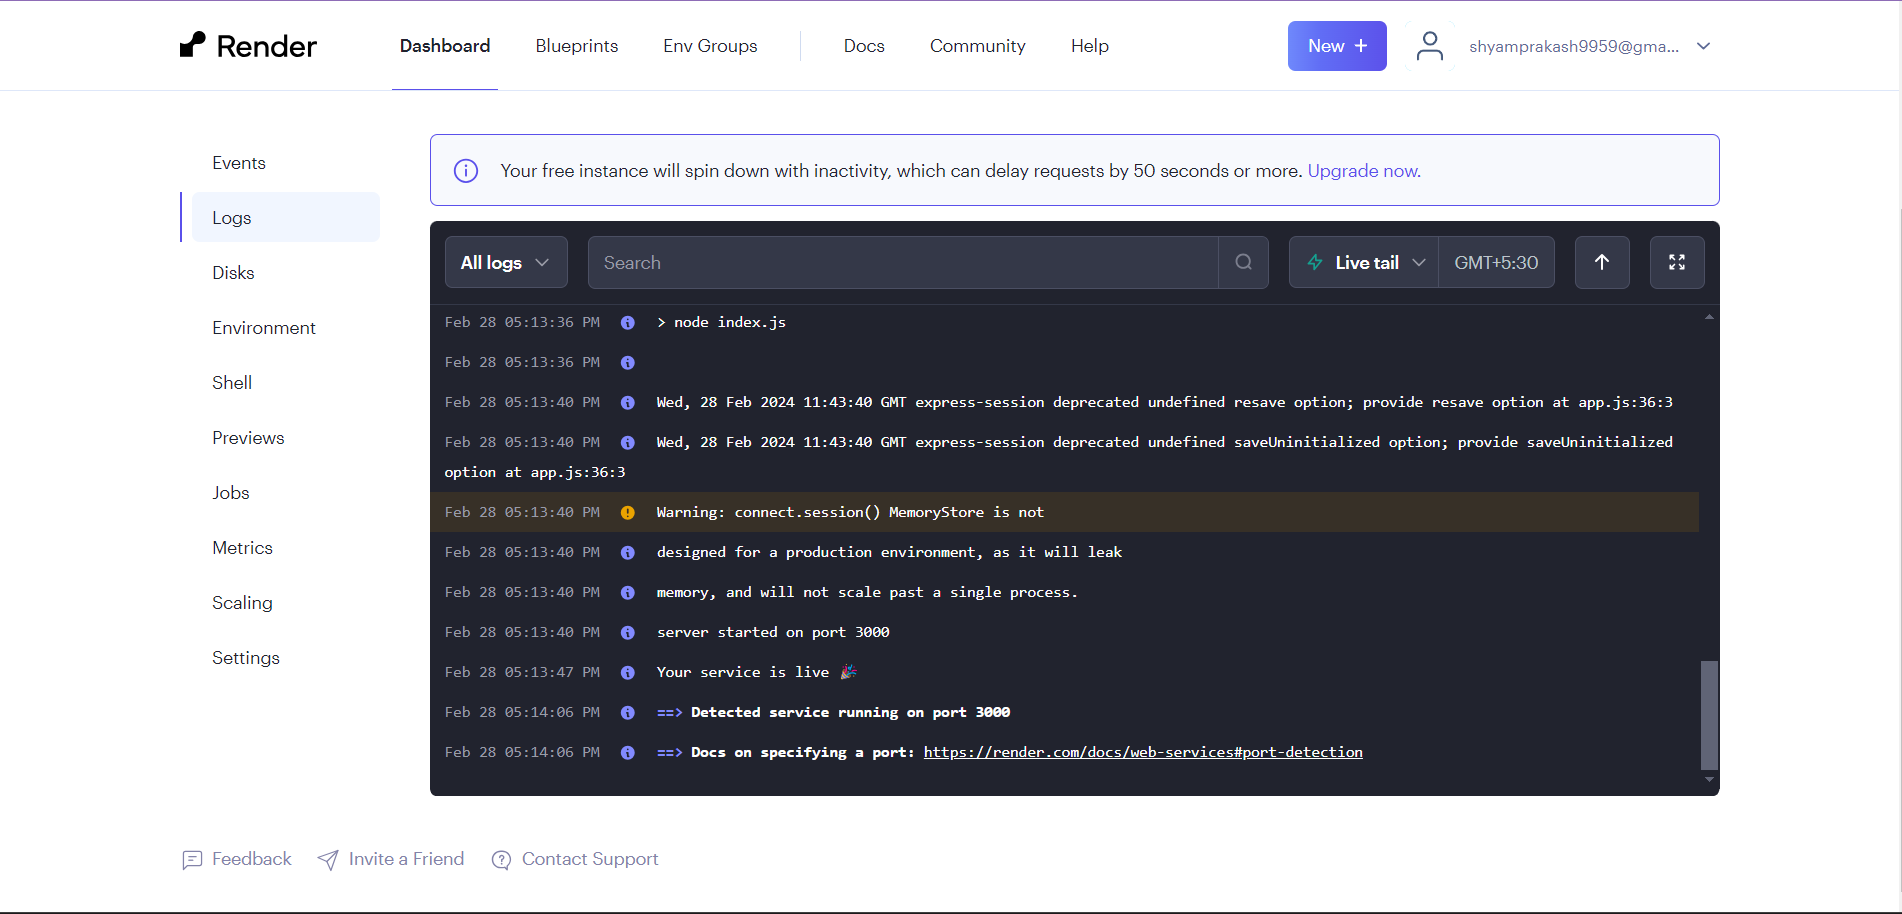 Render
Dashboard
Blueprints
Env Groups
Docs
Community
Help
New +
shyamprakash9959@gma...
Events
Logs
Disks
Environment
Shell
Previews
Jobs
Metrics
Scaling
Settings
Your free instance will spin down with inactivity, which can delay requests by 50 seconds or more. Upgrade now.
All logs
Search
Live tail
GMT+5:30
Feb 28 05:13:36 PM > node index.js
Feb 28 05:13:36 PM
Feb 28 05:13:40 PM Wed, 28 Feb 2024 11:43:40 GMT express-session deprecated undefined resave option; provide resave option at app.js:36:3
Feb 28 05:13:40 PM Wed, 28 Feb 2024 11:43:40 GMT express-session deprecated undefined saveUninitialized option; provide saveUninitialized
option at app.js:36:3
Feb 28 05:13:40 PM Warning: connect.session() MemoryStore is not
Feb 28 05:13:40 PM designed for a production environment, as it will leak
Feb 28 05:13:40 PM memory, and will not scale past a single process.
Feb 28 05:13:40 PM server started on port 3000
Feb 28 05:13:47 PM Your service is live 🎉
Feb 28 05:14:06 PM ==> Detected service running on port 3000
Feb 28 05:14:06 PM ==> Docs on specifying a port: https://render.com/docs/web-services#port-detection
Feedback
Invite a Friend
Contact Support